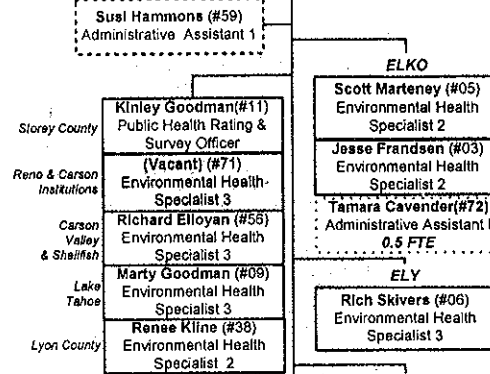 Susi Hammons (#59)
Administrative Assistant 1
Storey County
Kinley Goodman(#11)
Public Health Rating &
Survey Officer
Reno & Carson
Institutions
(Vacant) (#71)
Environmental Health
Specialist 3
Carson
Valley
& Shellfish
Richard Elloyan (#56)
Environmental Health
Specialist 3
Lake
Tahoe
Marty Goodman (#09)
Environmental Health
Specialist 3
Lyon County
Renee Kline (#38)
Environmental Health
Specialist 2
ELKO
Scott Marteney (#05)
Environmental Health
Specialist 2
Jesse Frandsen (#03)
Environmental Health
Specialist 2
Tamara Cavender(#72)
Administrative Assistant
0.5 FTE
ELY
Rich Skivers (#06)
Environmental Health
Specialist 3